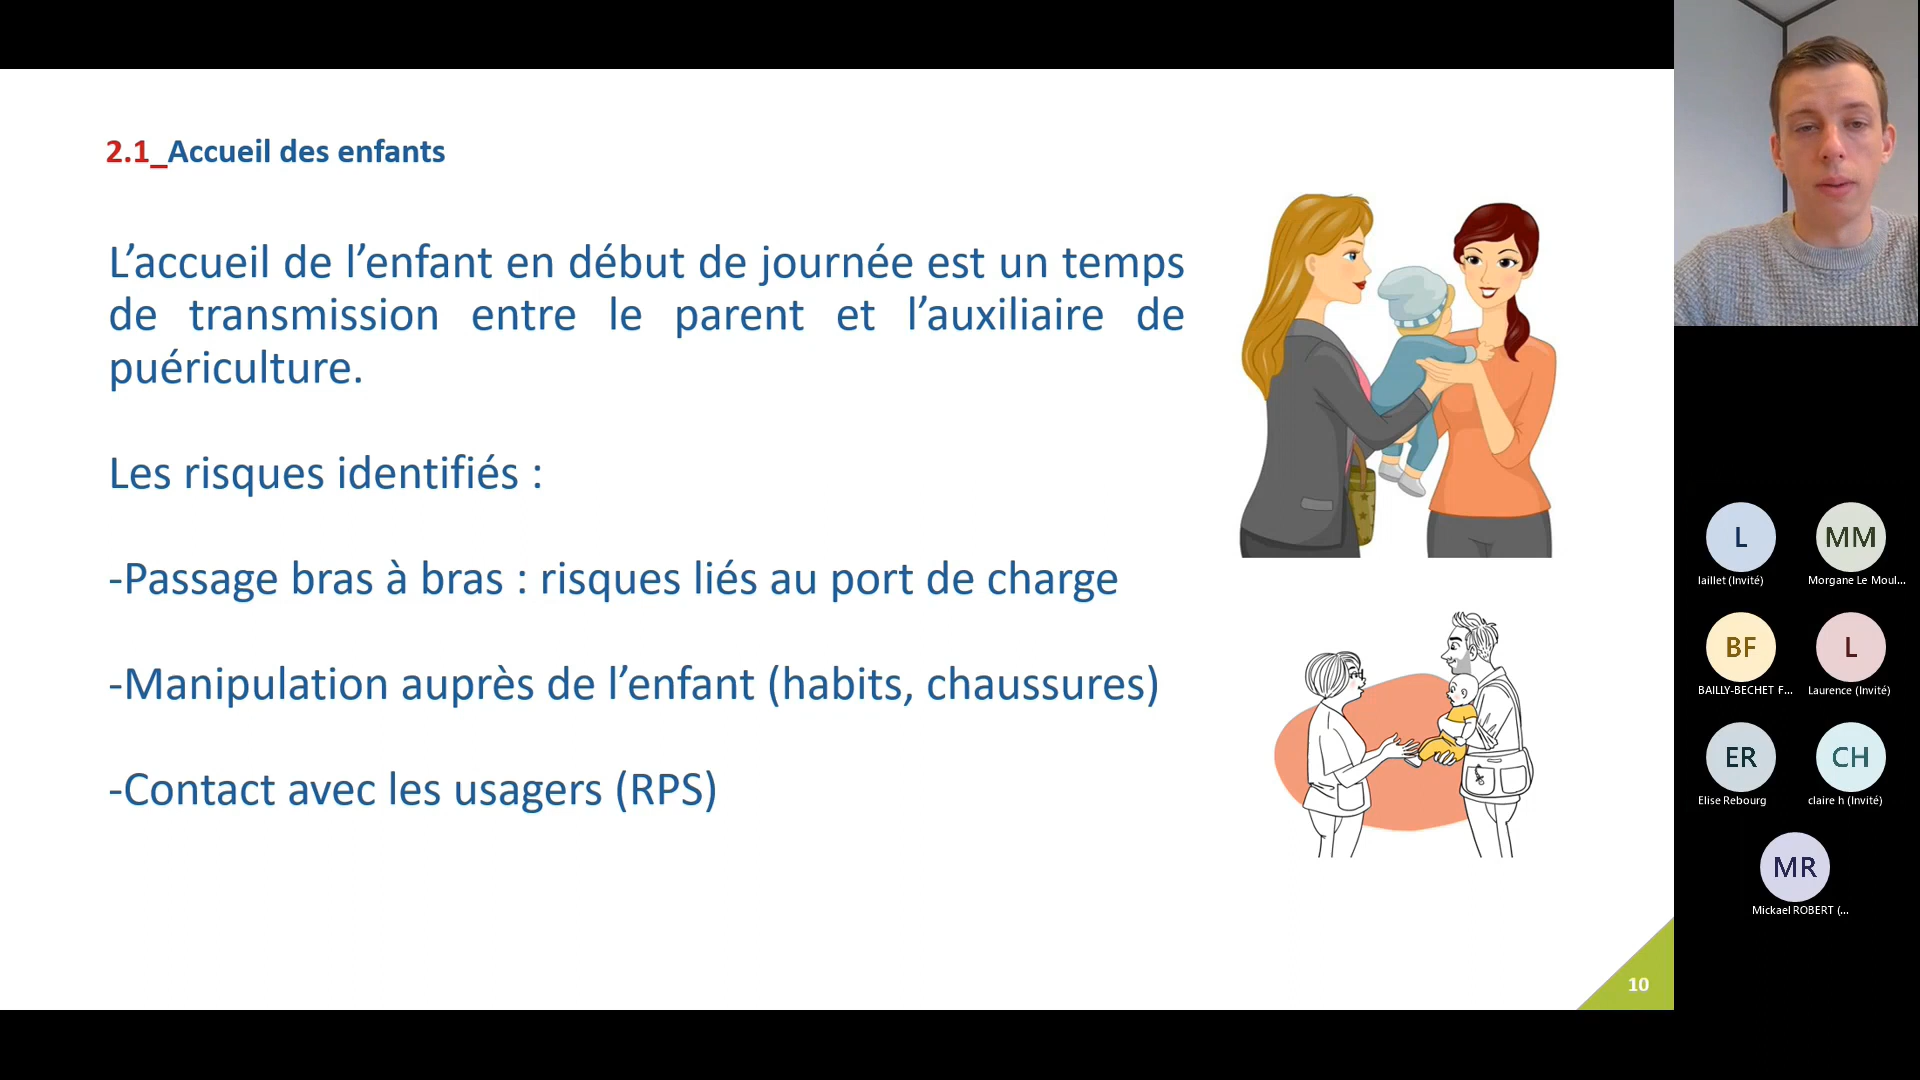 2.1_Accueil des enfants
L’accueil de l’enfant en début de journée est un temps
de transmission entre le parent et l’auxiliaire de
puériculture.
Les risques identifiés :
-Passage bras à bras : risques liés au port de charge
-Manipulation auprès de l’enfant (habits, chaussures)
-Contact avec les usagers (RPS)
10
L
laillet (Invité)
MM
Morgane Le Moul...
BF
BAILLY-BECHET F...
L
Laurence (Invité)
ER
Elise Rebourg
CH
claire h (Invité)
MR
Mickael ROBERT (...